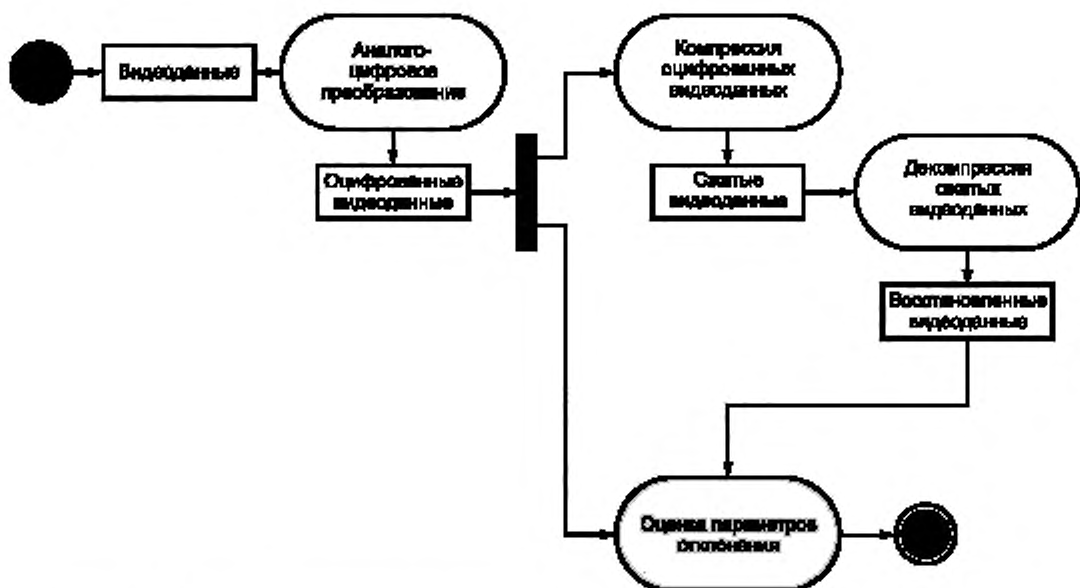 Видеоданные
Аналого-
цифровое
преобразование
Оцифрованные
видеоданные
Компрессия
оцифрованных
видеоданных
Сжатые
видеоданные
Декомпрессия
сжатых
видеоданных
Восстановленные
видеоданные
Оценка параметров
отклонения